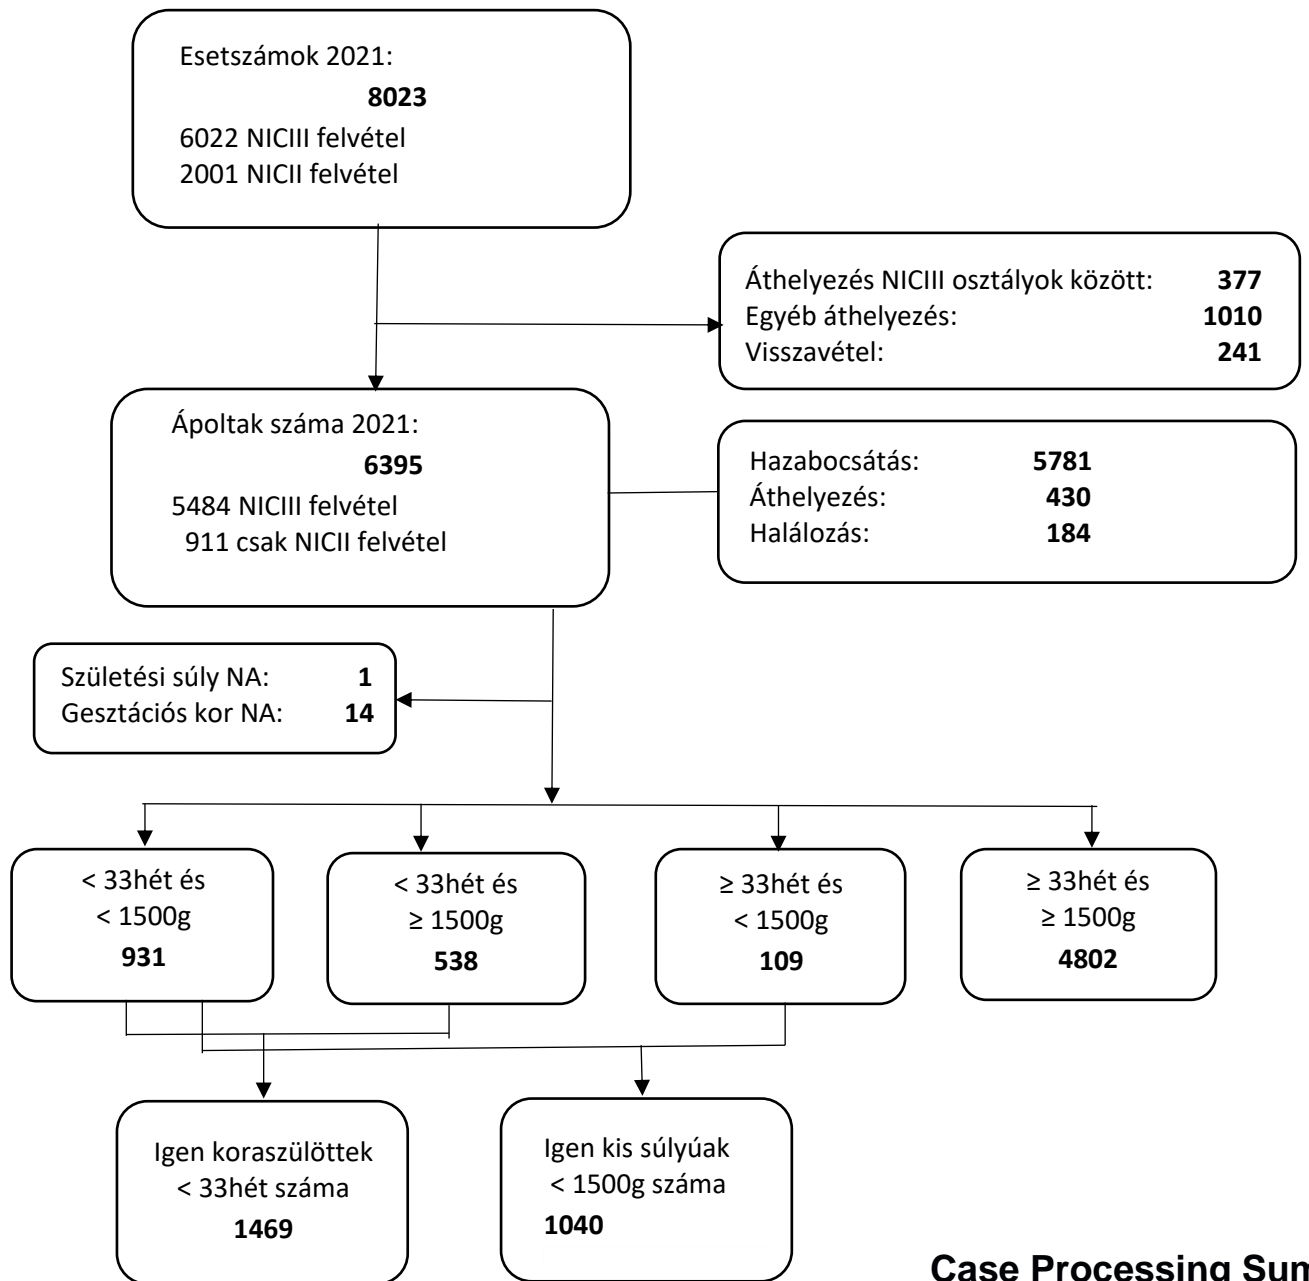 Esetszámok 2021:
8023
6022 NICIII felvétel
2001 NICII felvétel
Áthelyezés NICIII osztályok között: 377
Egyéb áthelyezés: 1010
Visszavétel: 241
Ápoltak száma 2021:
6395
5484 NICIII felvétel
911 csak NICII felvétel
Hazabocsátás: 5781
Áthelyezés: 430
Halálozás: 184
Születési súly NA: 1
Gesztációs kor NA: 14
< 33hét és
< 1500g
931
< 33hét és
≥ 1500g
538
≥ 33hét és
< 1500g
109
≥ 33hét és
≥ 1500g
4802
Igen koraszülöttek
< 33hét száma
1469
Igen kis súlyúak
< 1500g száma
1040
Case Processing